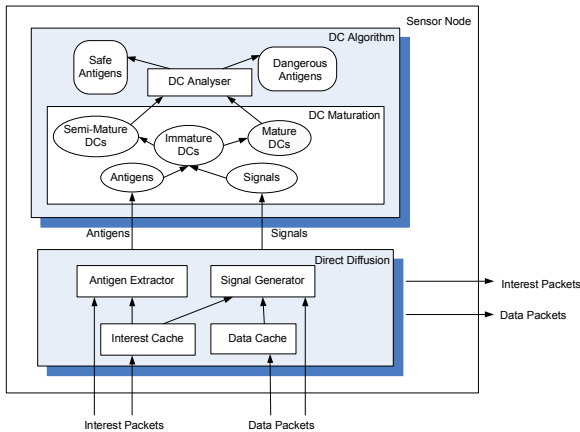 Sensor Node
DC Algorithm
Safe
Antigens
Dangerous
Antigens
DC Analyser
DC Maturation
Semi-Mature
DCs
Immature
DCs
Mature
DCs
Antigens
Signals
Antigens
Signals
Direct Diffusion
Antigen Extractor
Signal Generator
Interest Packets
Data Packets
Interest Cache
Data Cache
Interest Packets
Data Packets